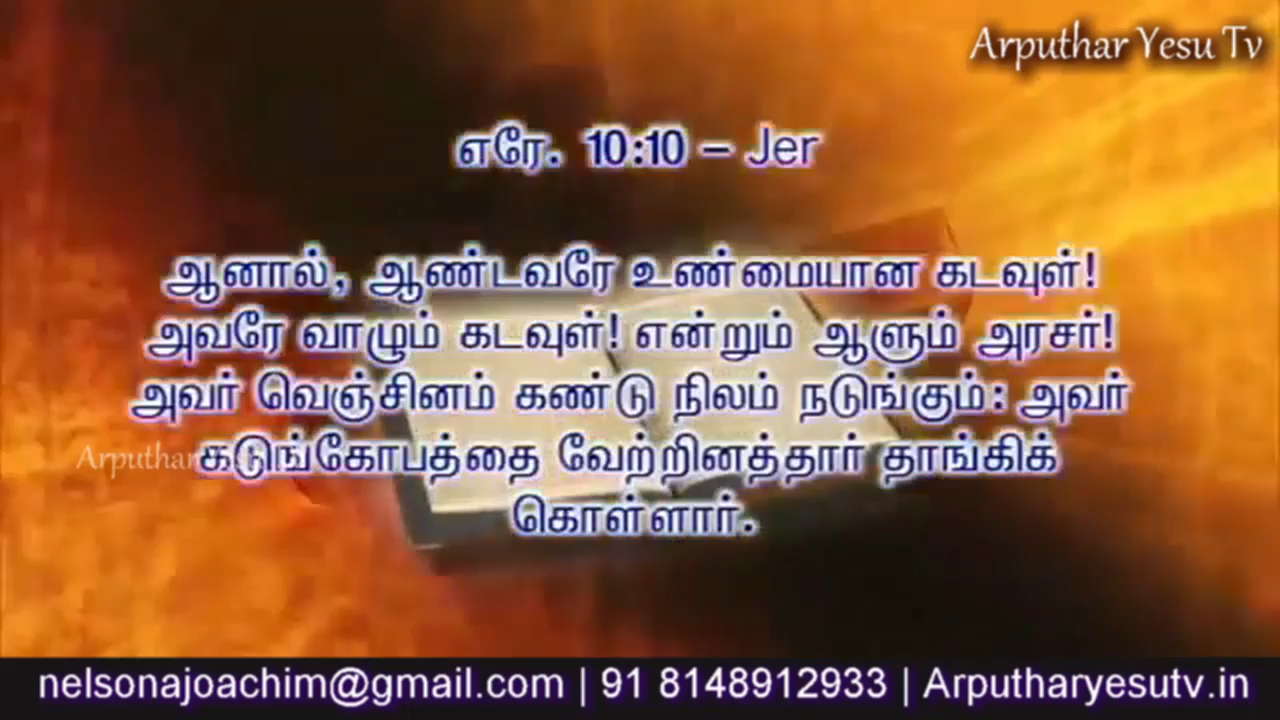 Arputhar Yesu Tv
எரே. 10:10 – Jer
ஆனால், ஆண்டவரே உண்மையான கடவுள்!
அவரே வாழும் கடவுள்! என்றும் ஆளும் அரசர்!
அவர் வெஞ்சினம் கண்டு நிலம் நடுங்கும்: அவர்
கடுங்கோபத்தை வேற்றினத்தார் தாங்கிக்
கொள்ளார்.
nelsonajoachim@gmail.com | 91 8148912933 | Arputharyesutv.in